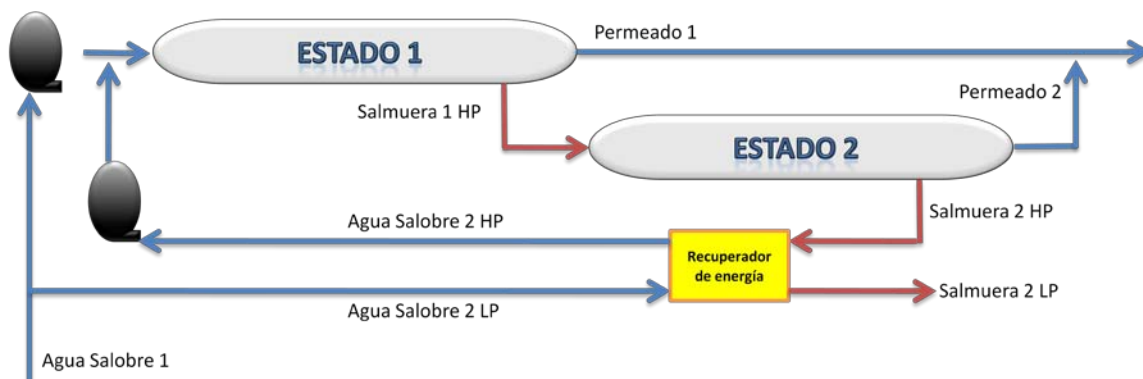 Permeado 1
ESTADO 1
Permeado 2
Salmuera 1 HP
ESTADO 2
Salmuera 2 HP
Agua Salobre 2 HP
Recuperador
de energía
Salmuera 2 LP
Agua Salobre 2 LP
Agua Salobre 1